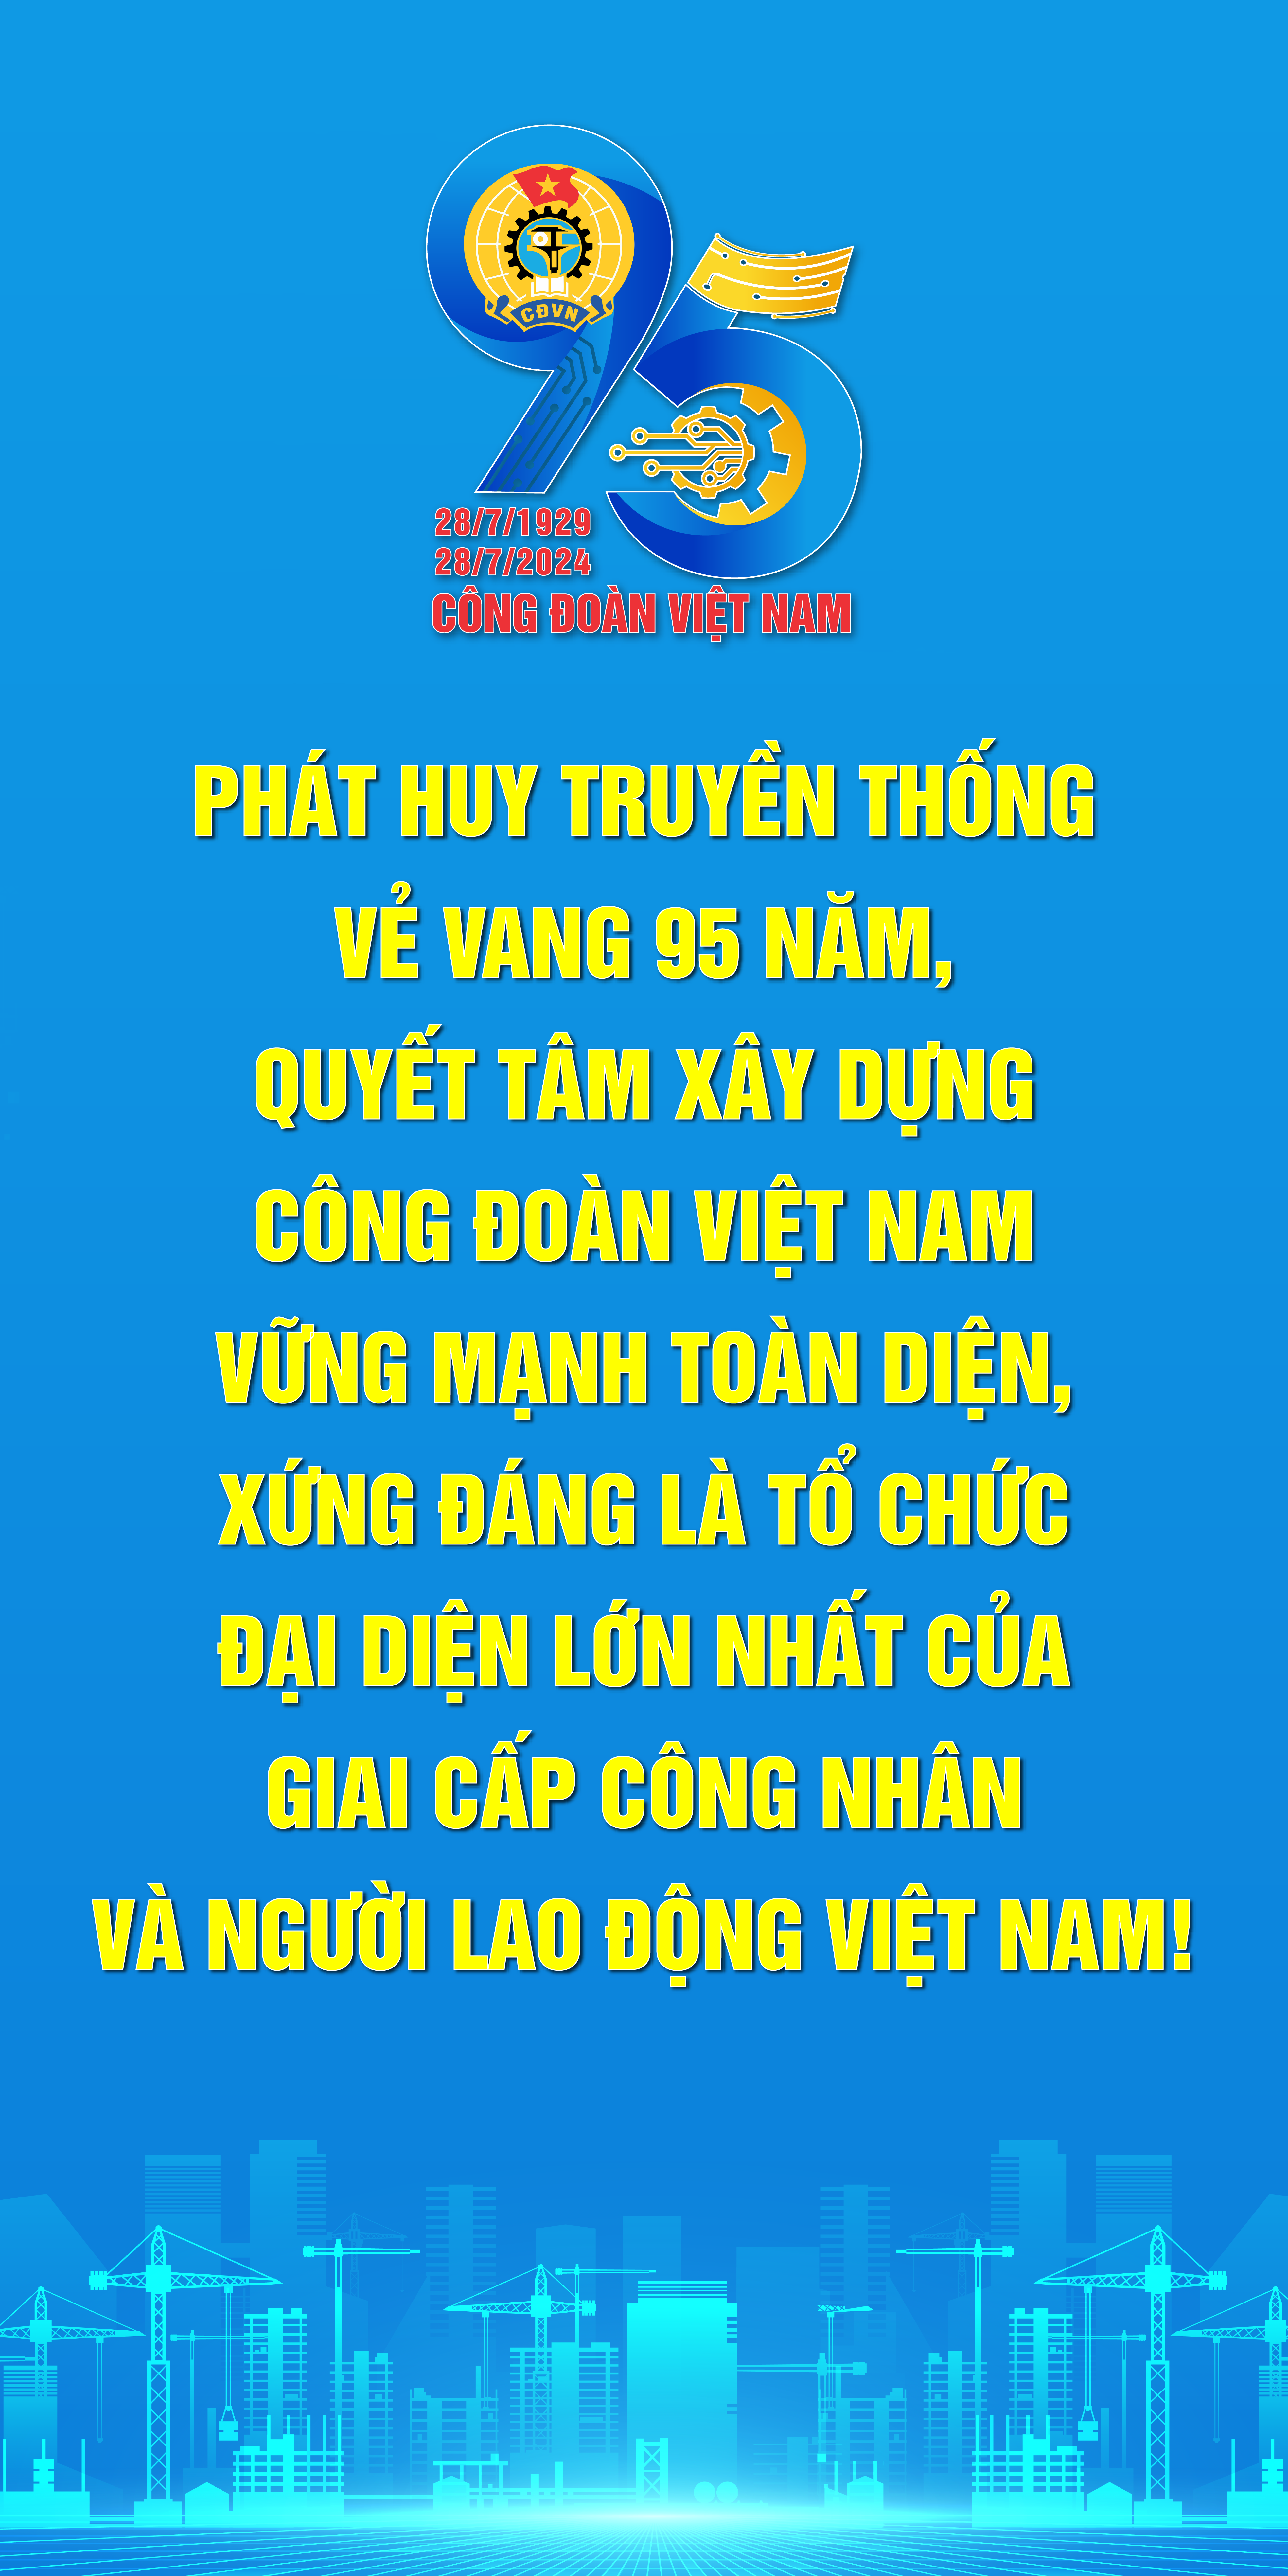 CĐVN
28/7/1929
28/7/2024
CÔNG ĐOÀN VIỆT NAM
PHÁT HUY TRUYỀN THỐNG
VẺ VANG 95 NĂM,
QUYẾT TÂM XÂY DỰNG
CÔNG ĐOÀN VIỆT NAM
VỮNG MẠNH TOÀN DIỆN,
XỨNG ĐÁNG LÀ TỔ CHỨC
ĐẠI DIỆN LỚN NHẤT CỦA
GIAI CẤP CÔNG NHÂN
VÀ NGƯỜI LAO ĐỘNG VIỆT NAM!